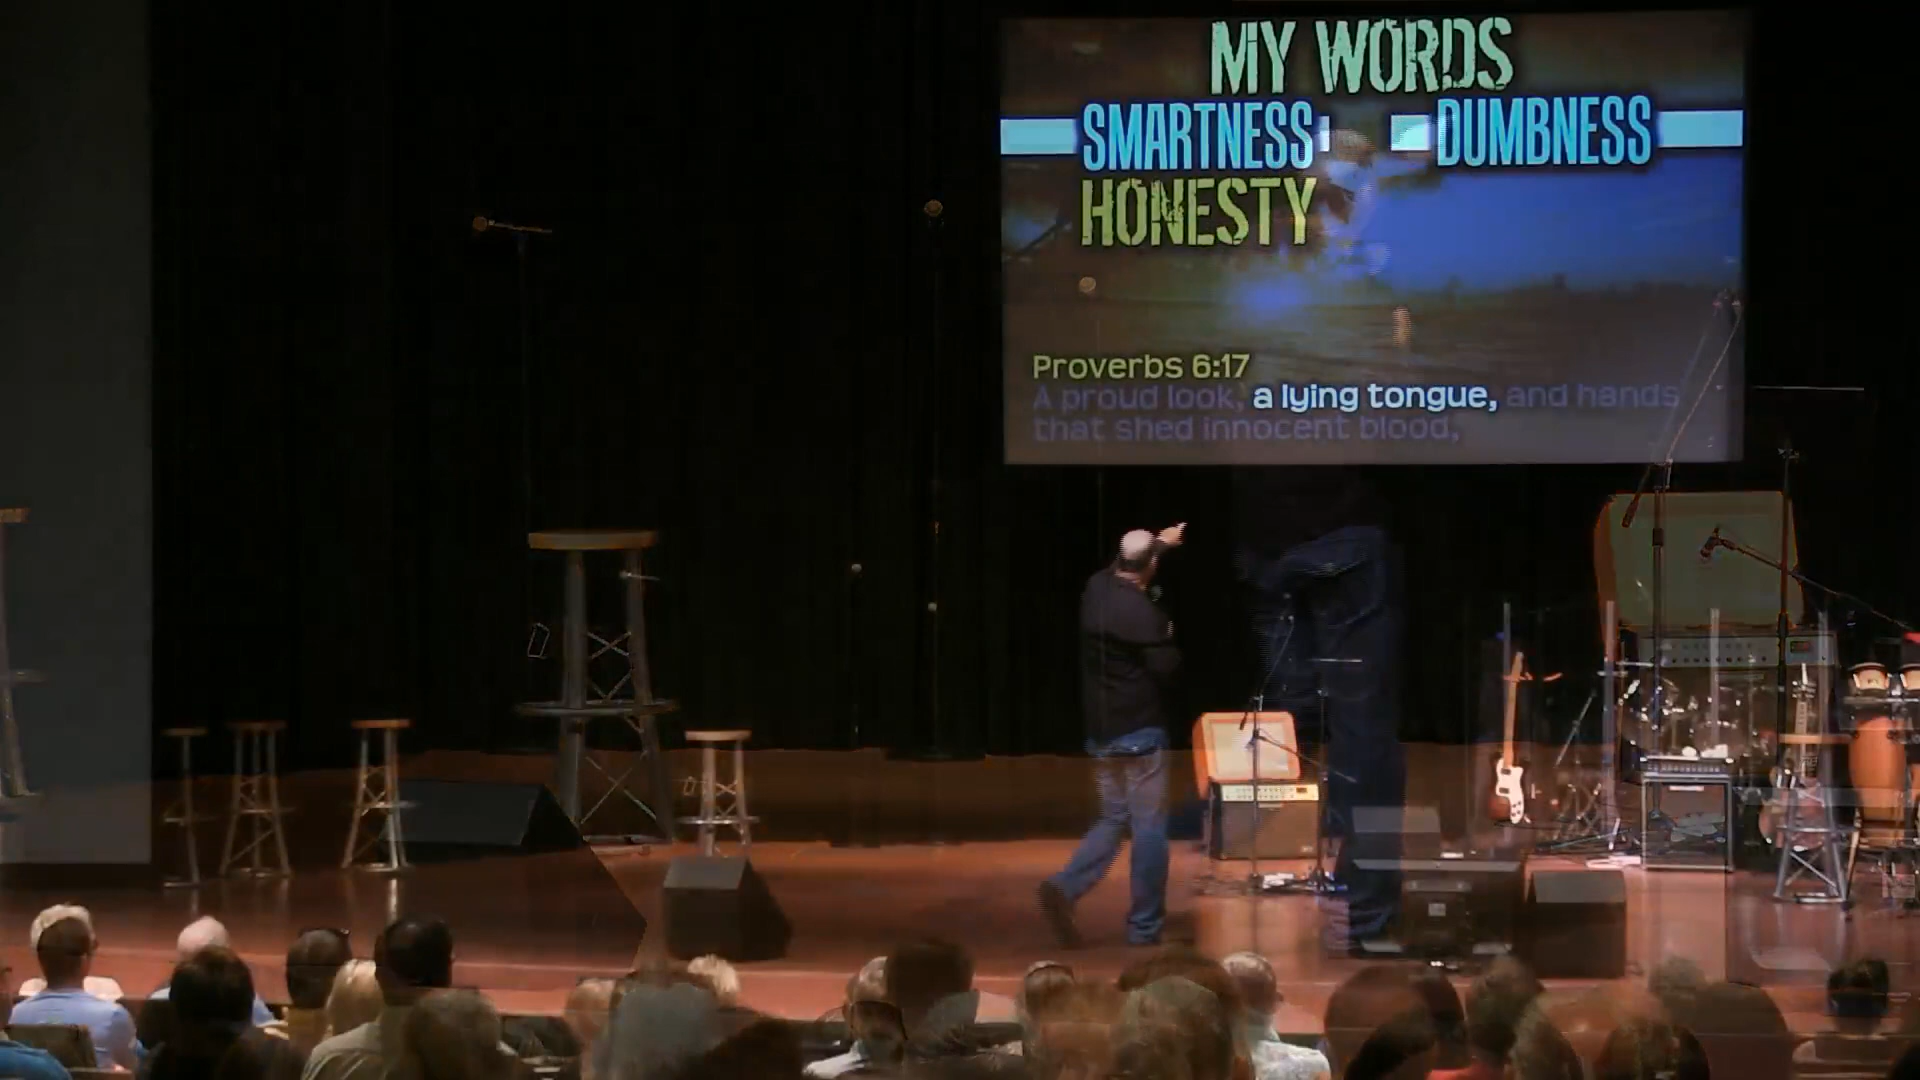 MY WORDS
SMARTNESS DUMBNESS
HONESTY
Proverbs 6:17
A proud look, a lying tongue, and hands
that shed innocent blood,